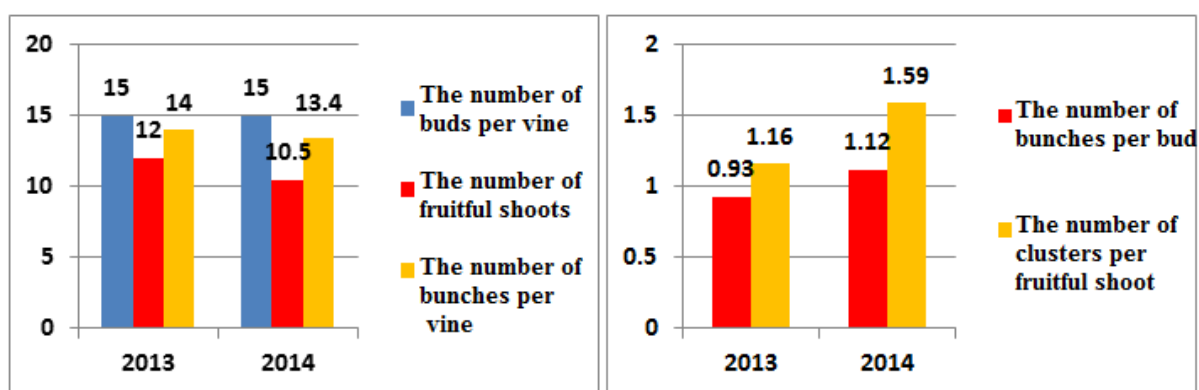 20
15
10
5
0
15
12
14
15
10.5
13.4
2013
2014
The number of
buds per vine
The number of
fruitful shoots
The number of
bunches per
vine
2
1.5
1
0.5
0
0.93
1.16
1.12
1.59
2013
2014
The number of
bunches per bud
The number of
clusters per
fruitful shoot